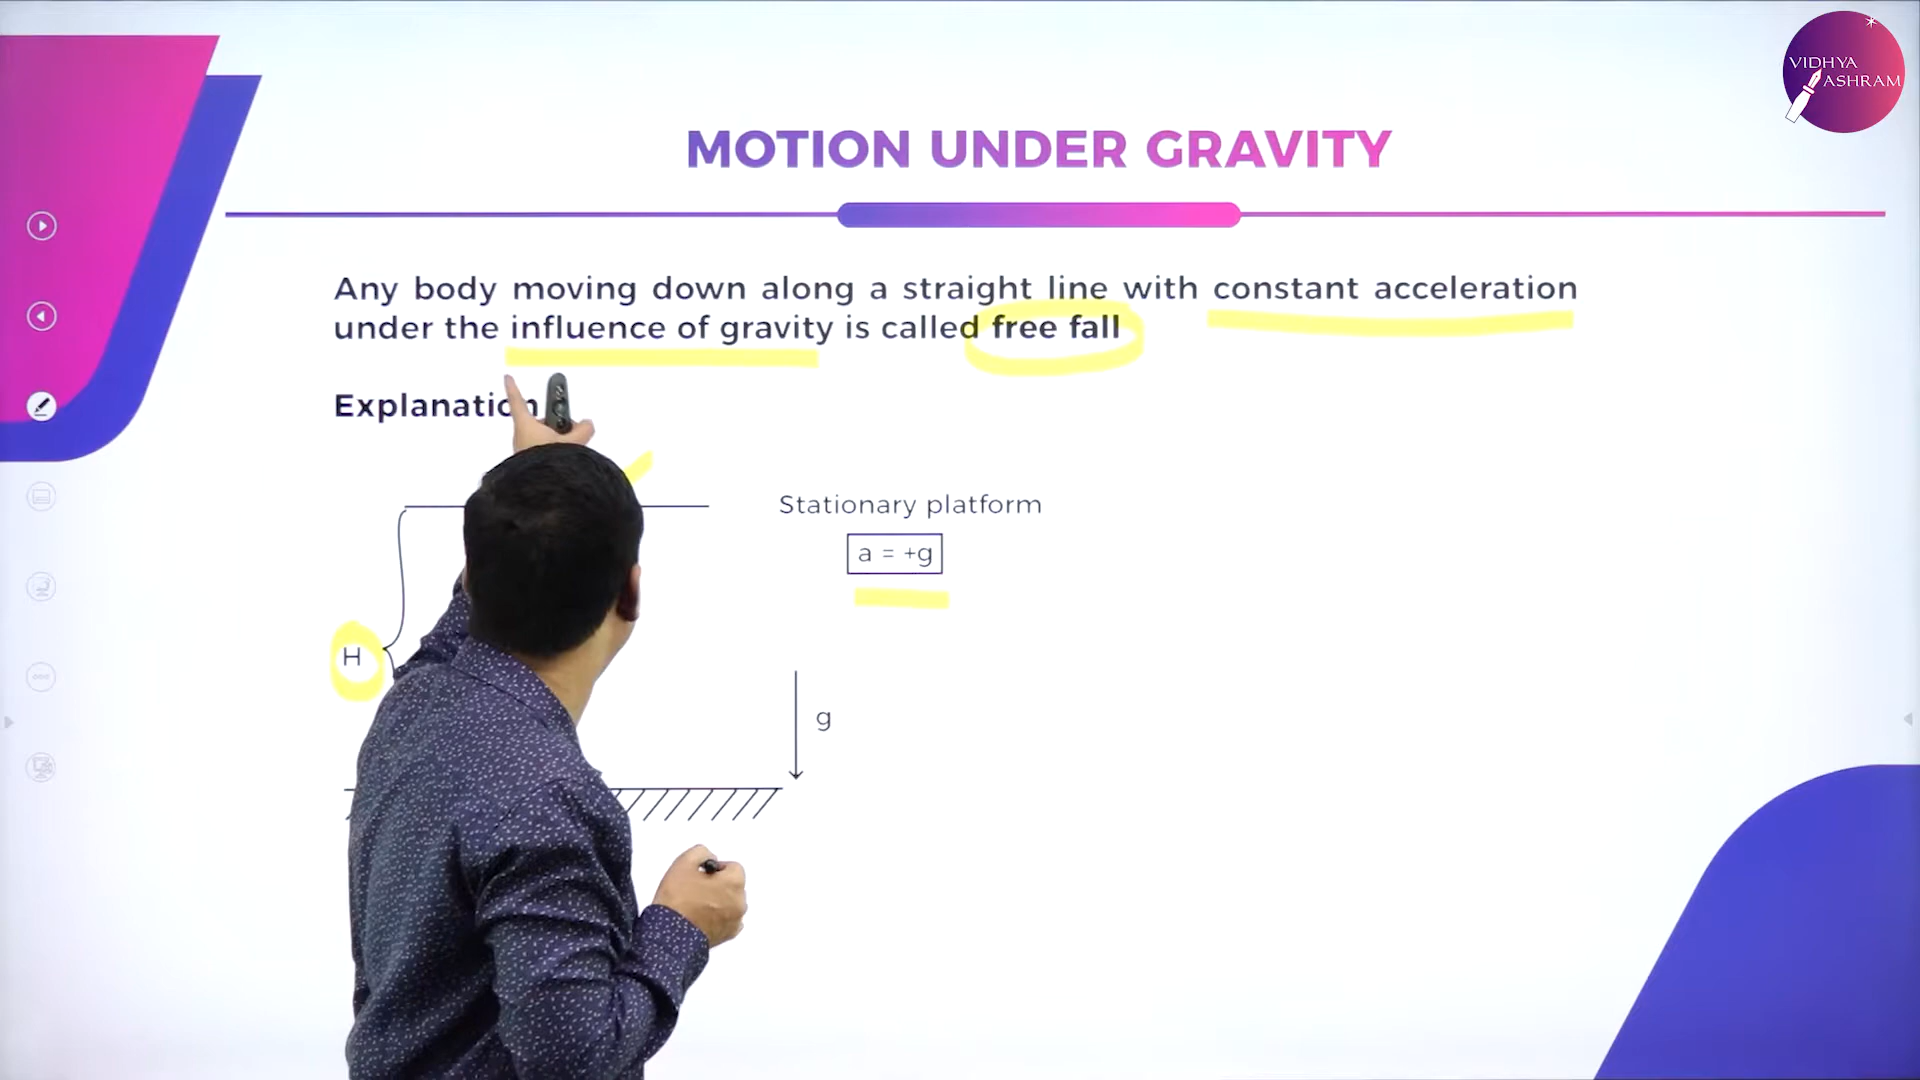 VIDHYA
ASHRAM
MOTION UNDER GRAVITY
Any body moving down along a straight line with constant acceleration
under the influence of gravity is called free fall
Explanation
Stationary platform
a = +g
H
g